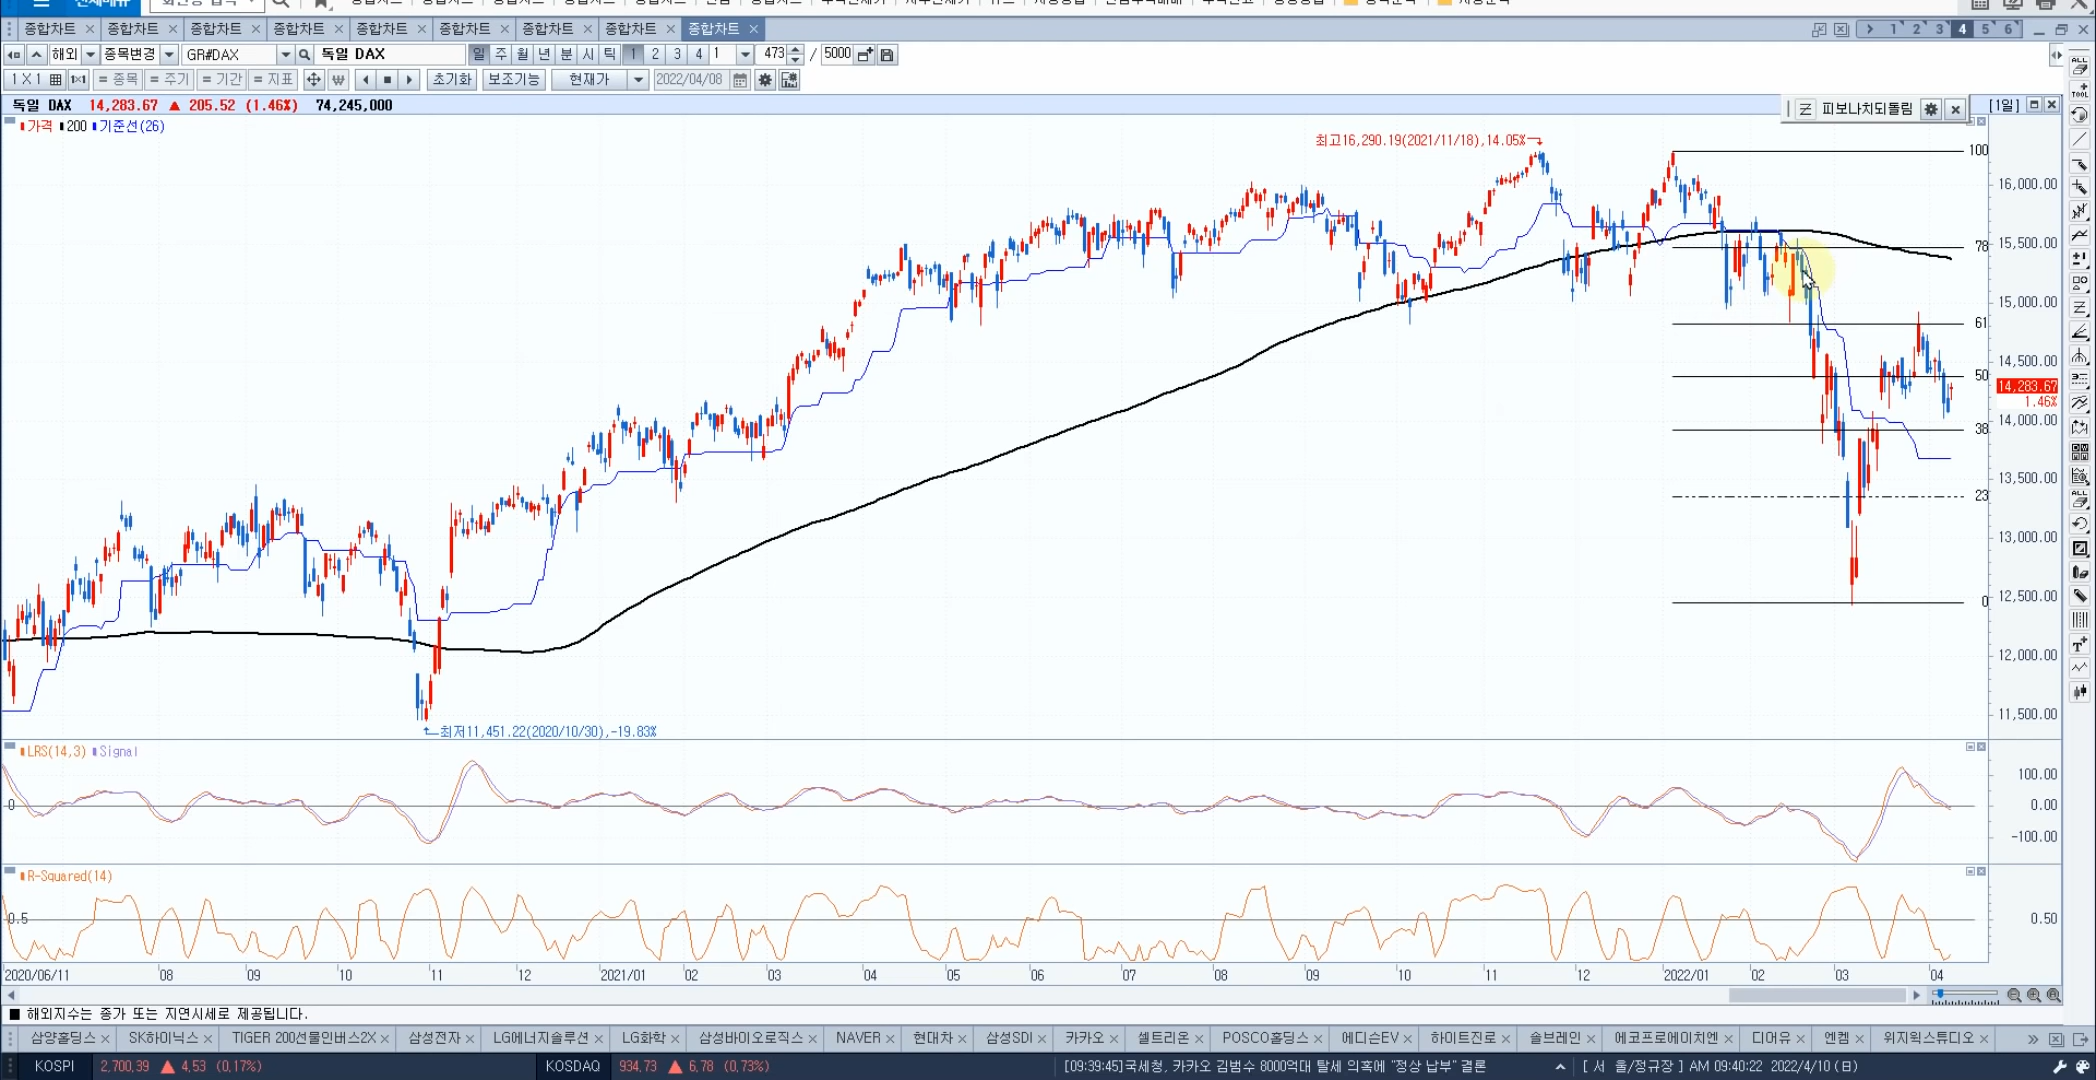 전체메뉴
종합차트 × 종합차트 × 종합차트 × 종합차트 × 종합차트 × 종합차트 × 종합차트 × 종합차트 × 종합차트 × 1 2 3 4 5 6
해외 종목변경 GR#DAX 독일 DAX 일 주 월 년 분 시 틱 1 2 3 4 1 473 / 5000
1 X 1 = 종목 = 주기 = 기간 = 지표 초기화 보조기능 현재가 2022/04/08
독일 DAX 14,283.67 ▲ 205.52 (1.46%) 74,245,000 피보나치되돌림 [1일]
가격 200 기준선(26)
최고16,290.19(2021/11/18),14.05%
100
16,000.00
15,500.00
78
15,000.00
61
14,500.00
50
14,283.67
1.46%
14,000.00
38
13,500.00
23
13,000.00
12,500.00
0
12,000.00
11,500.00
최저11,451.22(2020/10/30),-19.83%
LRS(14,3) Signal
100.00
0 0.00
-100.00
R-Squared(14)
0.5 0.50
2020/06/11 08 09 10 11 12 2021/01 02 03 04 05 06 07 08 09 10 11 12 2022/01 02 03 04
■ 해외지수는 종가 또는 지연시세로 제공됩니다.
삼양홀딩스 × SK하이닉스 × TIGER 200선물인버스2X × 삼성전자 × LG에너지솔루션 × LG화학 × 삼성바이오로직스 × NAVER × 현대차 × 삼성SDI × 카카오 × 셀트리온 × POSCO홀딩스 × 에디슨EV × 하이트진로 × 솔브레인 × 에코프로에이치엔 × 디어유 × 엔켐 × 위지윅스튜디오 ×
KOSPI 2,700.39 ▲ 4.53 (0.17%) KOSDAQ 934.73 ▲ 6.78 (0.73%) [09:39:45]국세청, 카카오 김범수 8000억대 탈세 의혹에 "정상 납부" 결론 [ 서 울/정규장 ] AM 09:40:22 2022/4/10 (日)